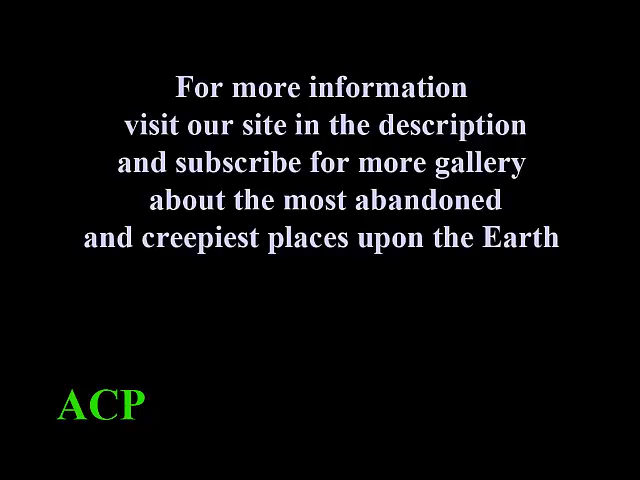 For more information
visit our site in the description
and subscribe for more gallery
about the most abandoned
and creepiest places upon the Earth
ACP